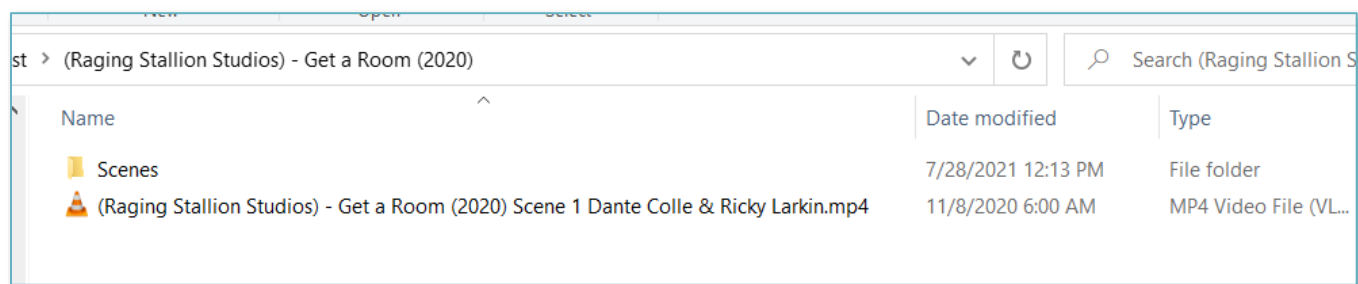 st > (Raging Stallion Studios) - Get a Room (2020) Search (Raging Stallion S
Name Date modified Type
Scenes 7/28/2021 12:13 PM File folder
(Raging Stallion Studios) - Get a Room (2020) Scene 1 Dante Colle & Ricky Larkin.mp4 11/8/2020 6:00 AM MP4 Video File (VL...